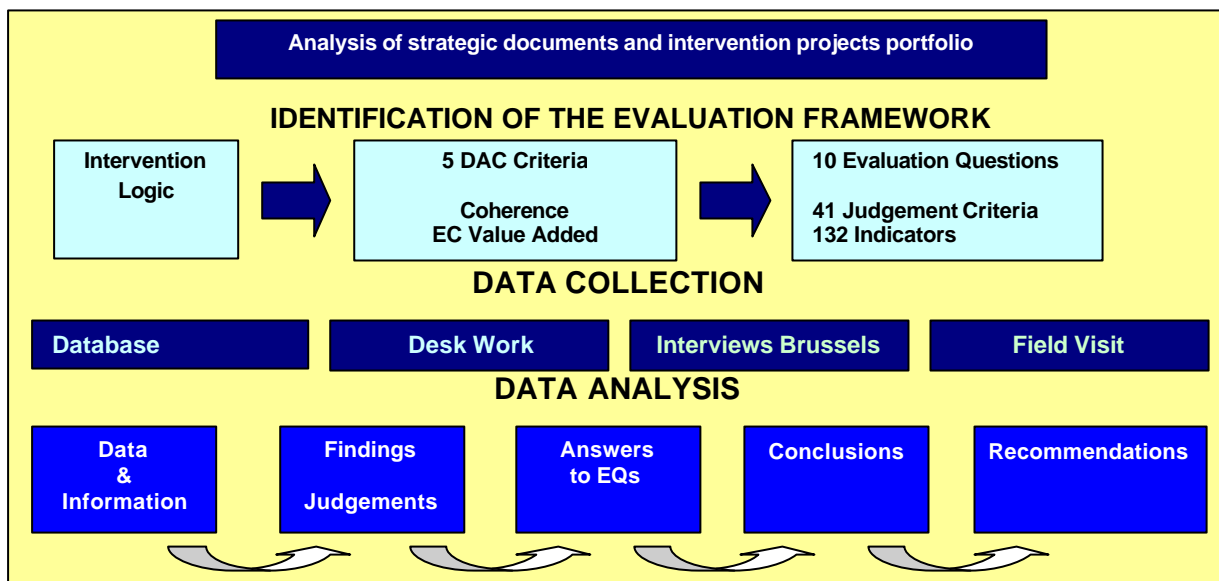 Analysis of strategic documents and intervention projects portfolio
IDENTIFICATION OF THE EVALUATION FRAMEWORK
Intervention
Logic
5 DAC Criteria
Coherence
EC Value Added
10 Evaluation Questions
41 Judgement Criteria
132 Indicators
DATA COLLECTION
Database
Desk Work
Interviews Brussels
Field Visit
DATA ANALYSIS
Data
&
Information
Findings
Judgements
Answers
to EQs
Conclusions
Recommendations